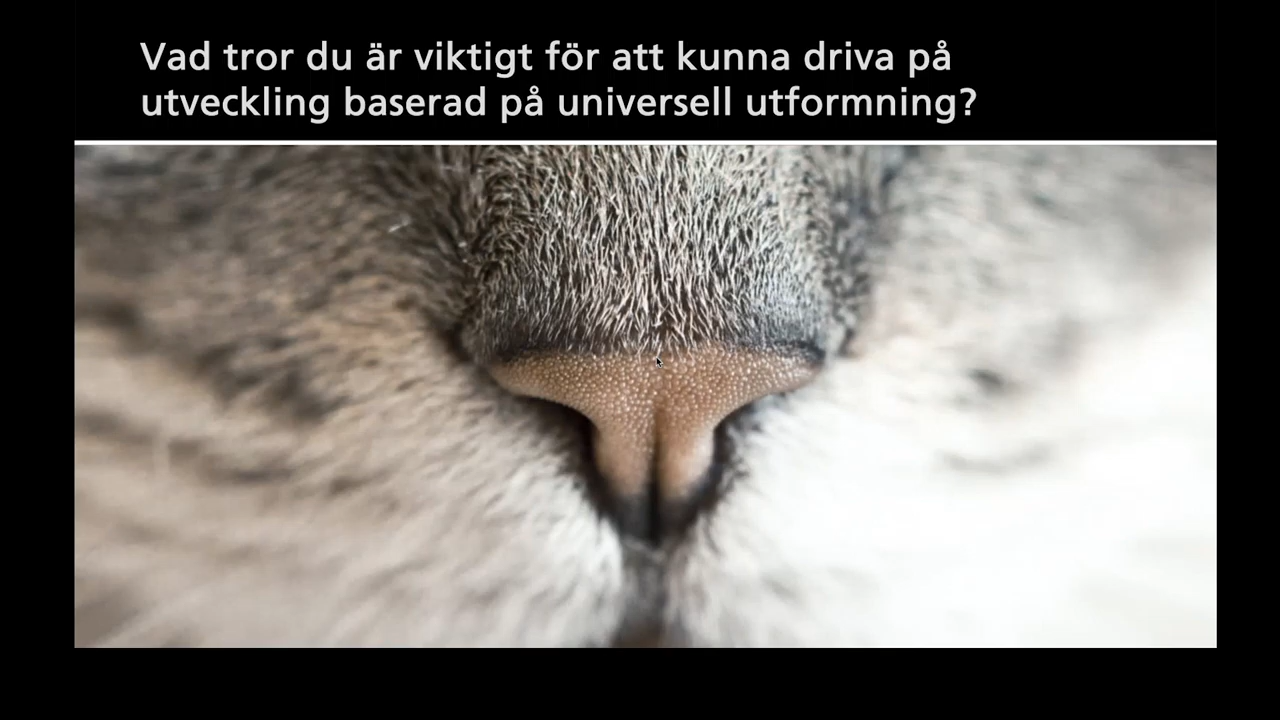 Vad tror du är viktigt för att kunna driva på
utveckling baserad på universell utformning?